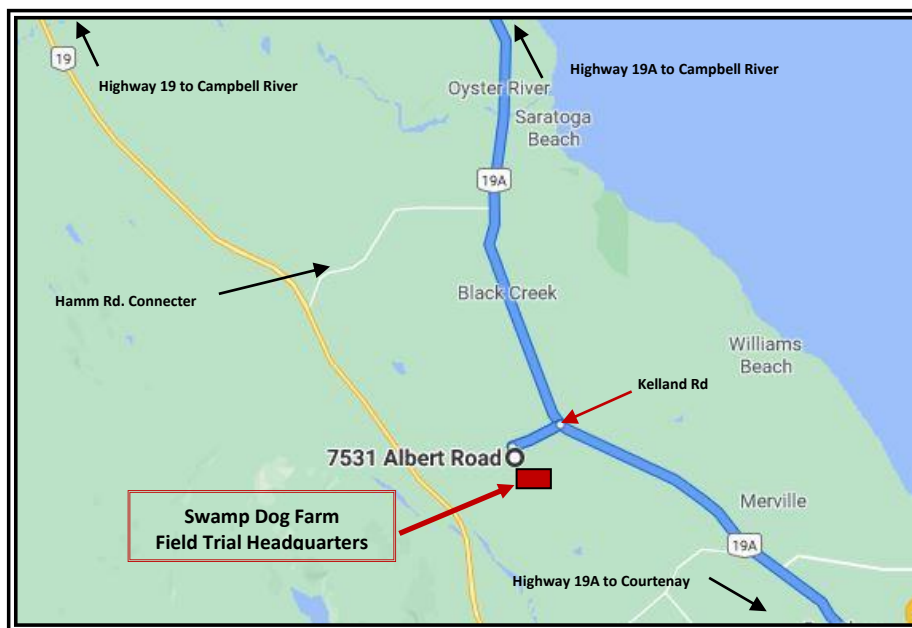 19
Highway 19 to Campbell River
Highway 19A to Campbell River
Oyster River
Saratoga
Beach
19A
Hamm Rd. Connecter
Black Creek
Williams
Beach
Kelland Rd
7531 Albert Road
Swamp Dog Farm
Field Trial Headquarters
Merville
19A
Highway 19A to Courtenay